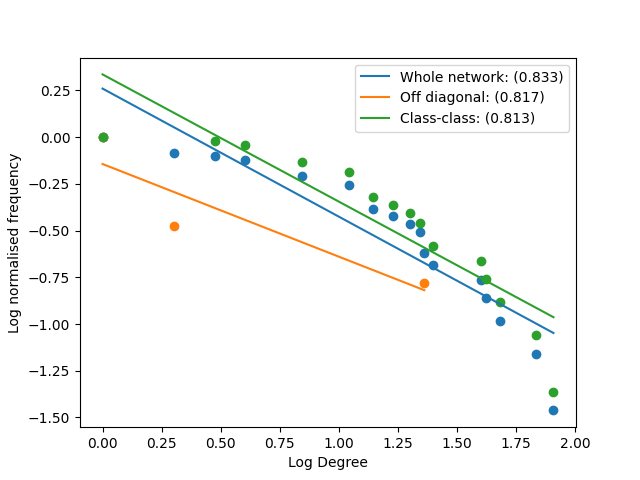 Whole network: (0.833)
Off diagonal: (0.817)
Class-class: (0.813)
0.25
0.00
−0.25
−0.50
−0.75
−1.00
−1.25
−1.50
Log normalised frequency
0.00 0.25 0.50 0.75 1.00 1.25 1.50 1.75 2.00
Log Degree